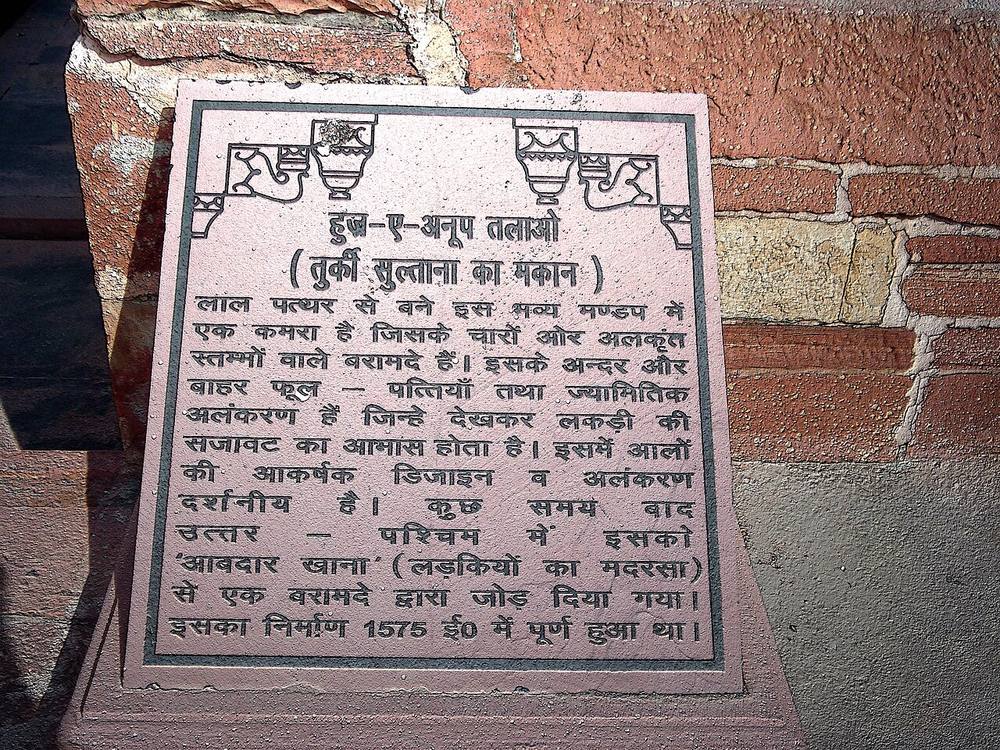 हुज्र-ए-अनूप तलाओ
( तुर्की सुल्ताना का मकान )
लाल पत्थर से बने इस भव्य मण्डप में
एक कमरा है जिसके चारों ओर अलकृंत
स्तम्भों वाले बरामदे हैं। इसके अन्दर और
बाहर फूल – पत्तियाँ तथा ज्यामितिक
अलंकरण हैं जिन्हे देखकर लकड़ी की
सजावट का आभास होता है। इसमें आलों
की आकर्षक डिजाइन व अलंकरण
दर्शनीय है। कुछ समय वाद
उत्तर – पश्चिम में इसको
'आबदार खाना' (लड़कियों का मदरसा)
से एक वरामदे द्वारा जोड़ दिया गया।
इसका निर्माण 1575 ई0 में पूर्ण हुआ था।